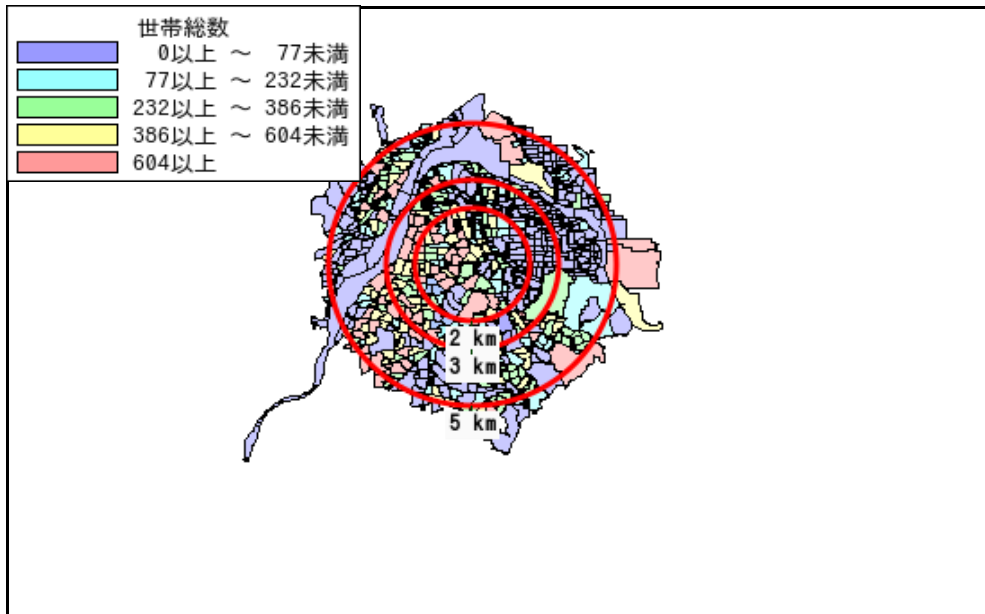 世帯総数
0以上 ～ 77未満
77以上 ～ 232未満
232以上 ～ 386未満
386以上 ～ 604未満
604以上
2 km
3 km
5 km